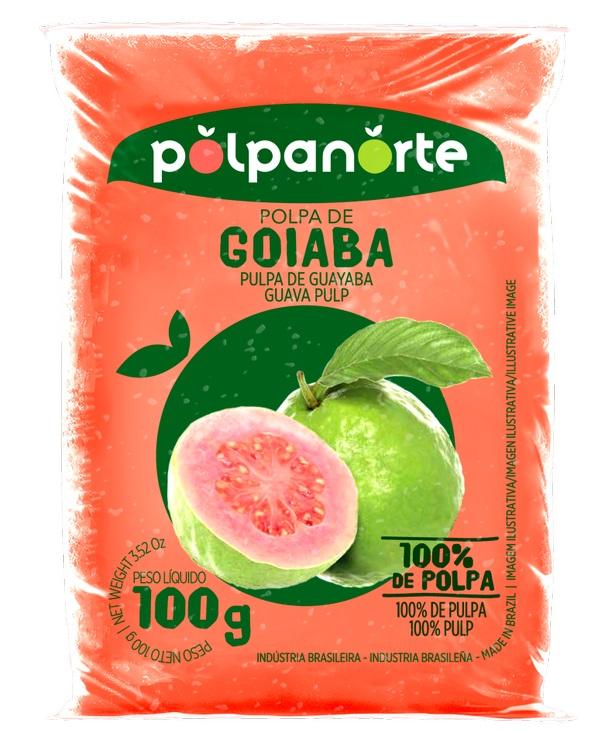 polpanorte
POLPA DE
GOIABA
PULPA DE GUAYABA
GUAVA PULP
100%
DE POLPA
100% DE PULPA
100% PULP
PESO LÍQUIDO
100g
PESO NETO 100g | NET WEIGHT 3.52 Oz
INDÚSTRIA BRASILEIRA - INDUSTRIA BRASILEÑA - MADE IN BRAZIL | IMAGEM ILUSTRATIVA/IMAGEN ILUSTRATIVA/ILLUSTRATIVE IMAGE